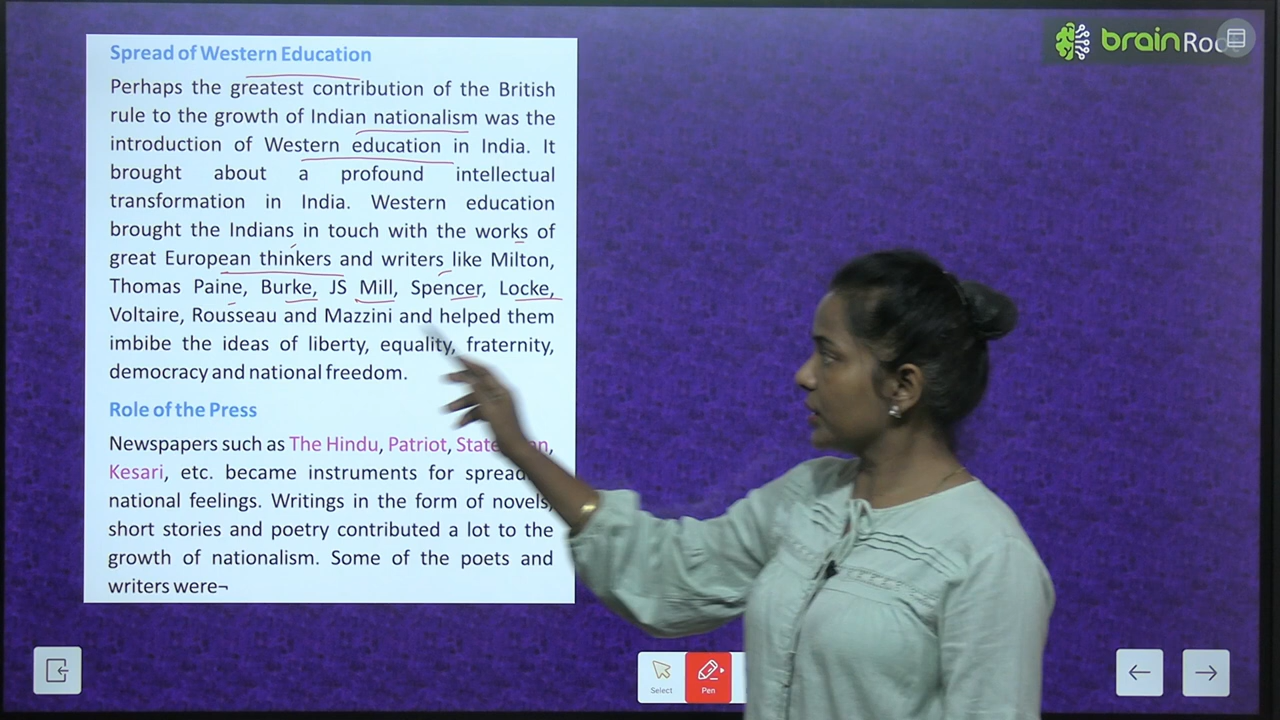 brain
Spread of Western Education
Perhaps the greatest contribution of the British
rule to the growth of Indian nationalism was the
introduction of Western education in India. It
brought about a profound intellectual
transformation in India. Western education
brought the Indians in touch with the works of
great European thinkers and writers like Milton,
Thomas Paine, Burke, JS Mill, Spencer, Locke,
Voltaire, Rousseau and Mazzini and helped them
imbibe the ideas of liberty, equality, fraternity,
democracy and national freedom.
Role of the Press
Newspapers such as The Hindu, Patriot,
Kesari, etc. became instruments for
national feelings. Writings in the form of novels,
short stories and poetry contributed a lot to the
growth of nationalism. Some of the poets and
writers were¬
Select
Pen